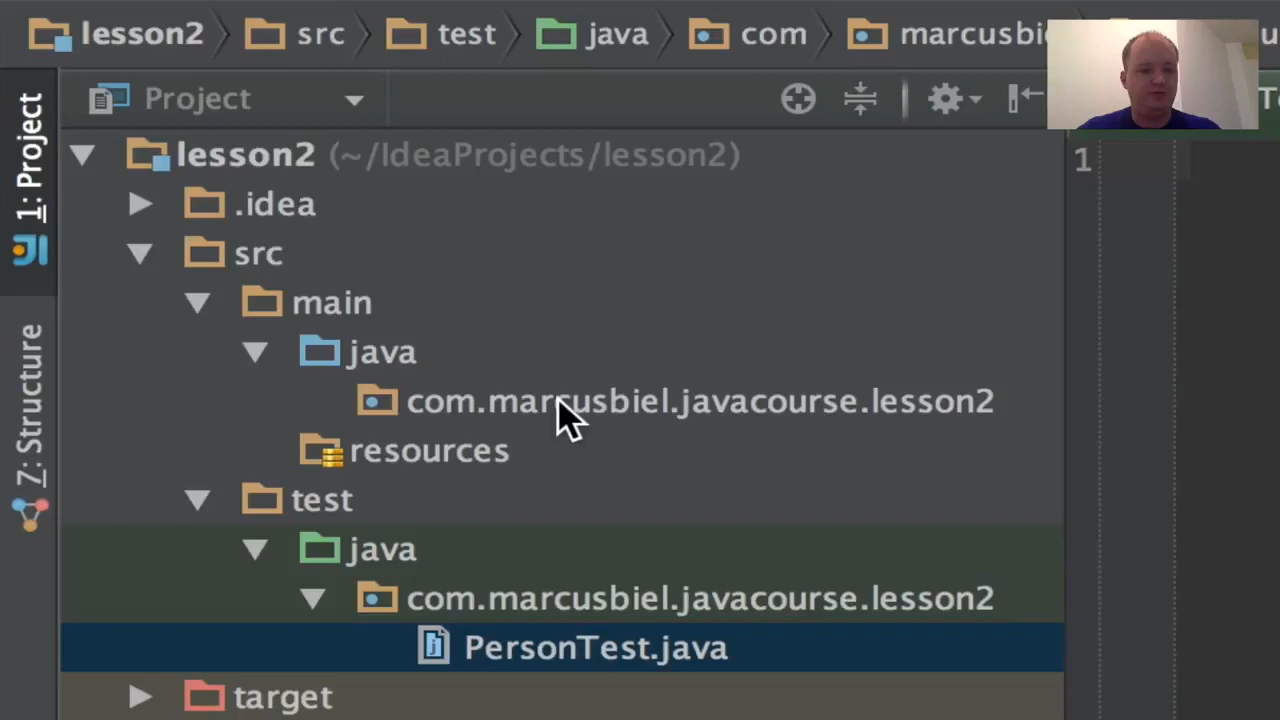 lesson2 src test java com marcusbi
1: Project
Project
lesson2 (~/IdeaProjects/lesson2)
1
.idea
src
main
java
com.marcusbiel.javacourse.lesson2
resources
Z: Structure
test
java
com.marcusbiel.javacourse.lesson2
PersonTest.java
target